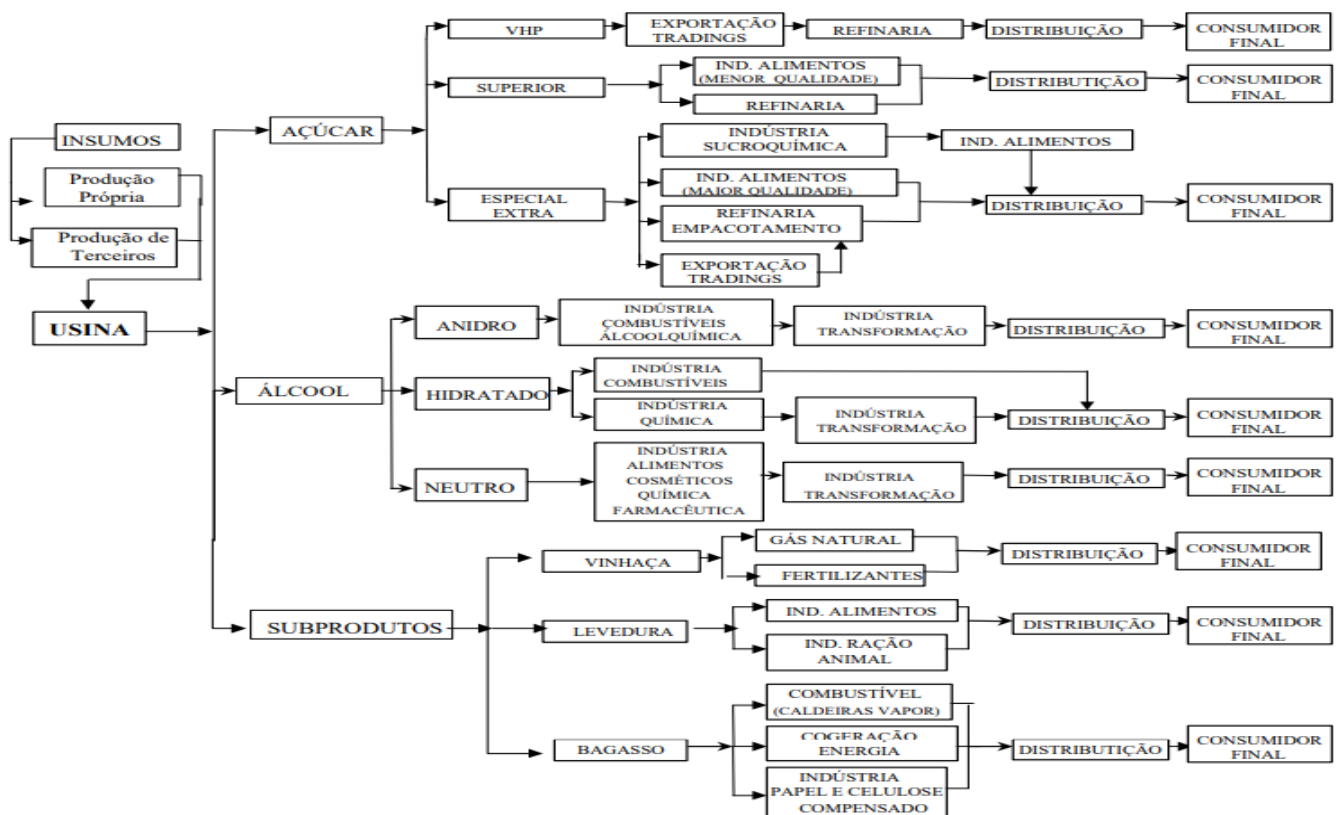 VHP
EXPORTAÇÃO
TRADINGS
REFINARIA
DISTRIBUIÇÃO
CONSUMIDOR
FINAL
SUPERIOR
IND. ALIMENTOS
(MENOR QUALIDADE)
REFINARIA
DISTRIBUTIÇÃO
CONSUMIDOR
FINAL
INSUMOS
Produção
Própria
Produção de
Terceiros
USINA
AÇÚCAR
ESPECIAL
EXTRA
INDÚSTRIA
SUCROQUÍMICA
IND. ALIMENTOS
IND. ALIMENTOS
(MAIOR QUALIDADE)
REFINARIA
EMPACOTAMENTO
EXPORTAÇÃO
TRADINGS
DISTRIBUIÇÃO
CONSUMIDOR
FINAL
ÁLCOOL
ANIDRO
INDÚSTRIA
COMBUSTÍVEIS
ÁLCOOLQUÍMICA
INDÚSTRIA
TRANSFORMAÇÃO
DISTRIBUIÇÃO
CONSUMIDOR
FINAL
HIDRATADO
INDÚSTRIA
COMBUSTÍVEIS
INDÚSTRIA
QUÍMICA
INDÚSTRIA
TRANSFORMAÇÃO
DISTRIBUIÇÃO
CONSUMIDOR
FINAL
NEUTRO
INDÚSTRIA
ALIMENTOS
COSMÉTICOS
QUÍMICA
FARMACÊUTICA
INDÚSTRIA
TRANSFORMAÇÃO
DISTRIBUIÇÃO
CONSUMIDOR
FINAL
SUBPRODUTOS
VINHAÇA
GÁS NATURAL
FERTILIZANTES
DISTRIBUIÇÃO
CONSUMIDOR
FINAL
LEVEDURA
IND. ALIMENTOS
IND. RAÇÃO
ANIMAL
DISTRIBUIÇÃO
CONSUMIDOR
FINAL
BAGASSO
COMBUSTÍVEL
(CALDEIRAS VAPOR)
COGERAÇÃO
ENERGIA
INDÚSTRIA
PAPEL E CELULOSE
COMPENSADO
DISTRIBUTIÇÃO
CONSUMIDOR
FINAL